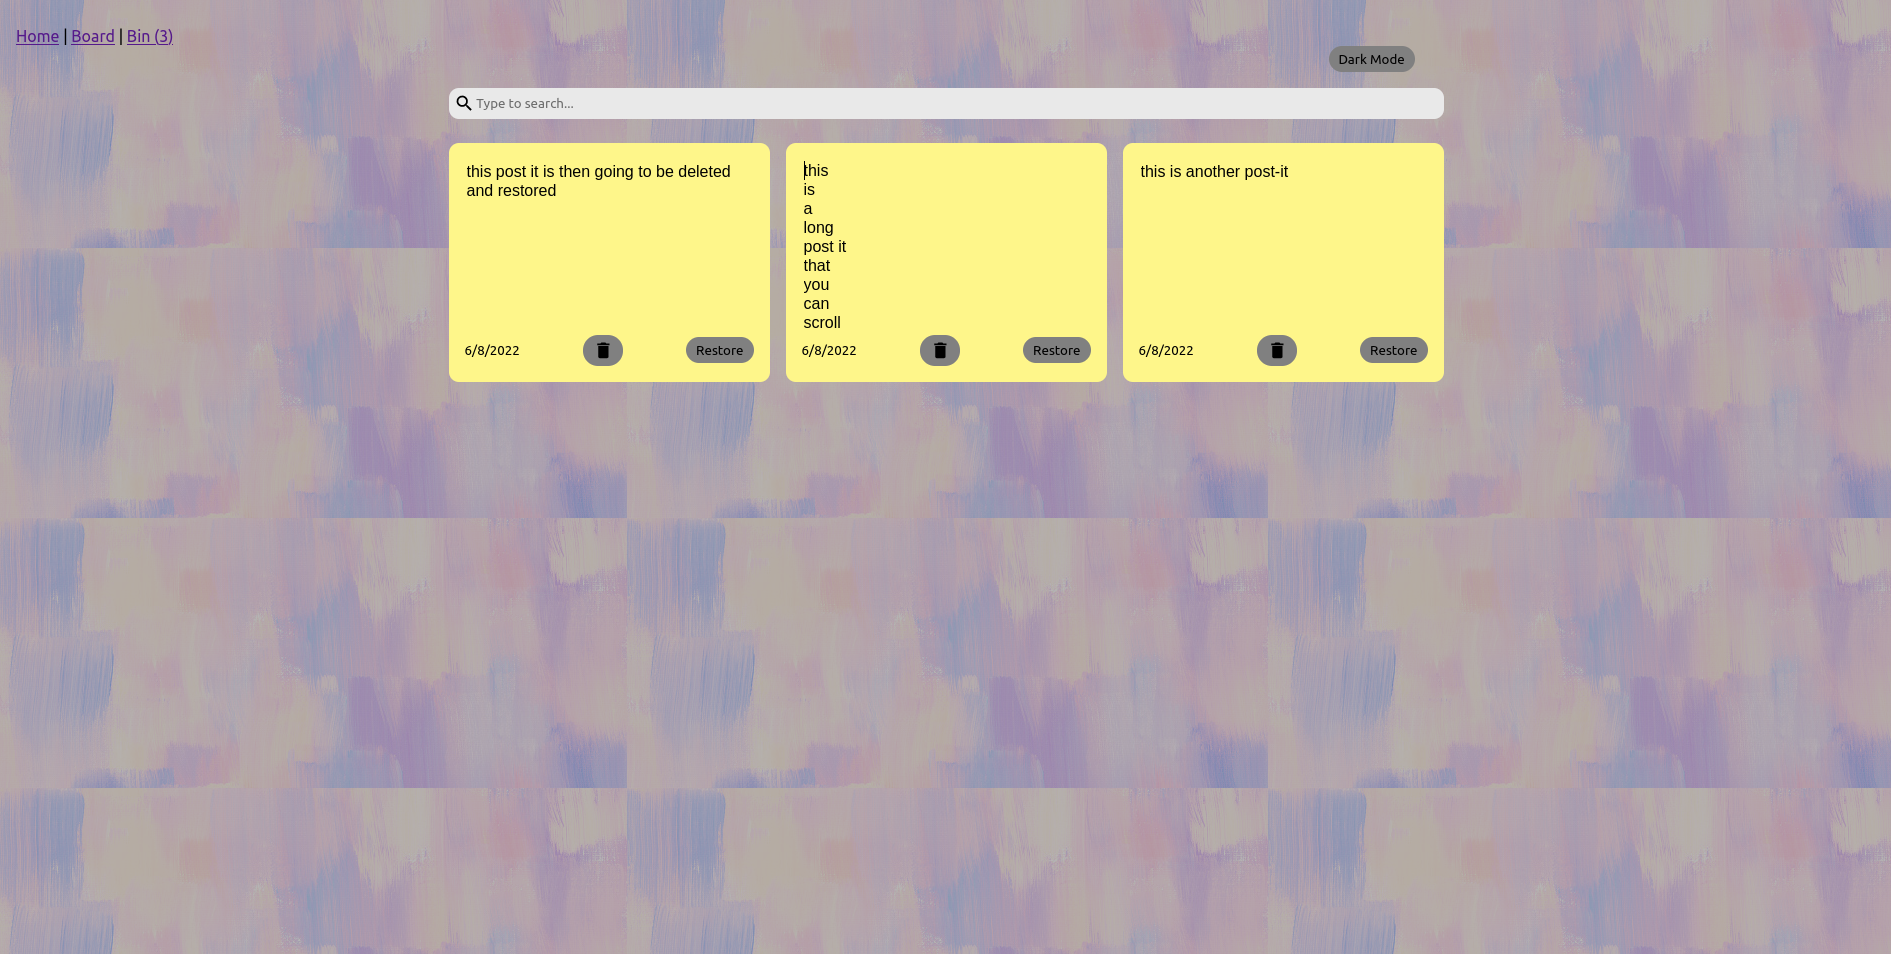 Home | Board | Bin (3)
Dark Mode
Type to search...
this post it is then going to be deleted
and restored
6/8/2022
Restore
this
is
a
long
post it
that
you
can
scroll
6/8/2022
Restore
this is another post-it
6/8/2022
Restore